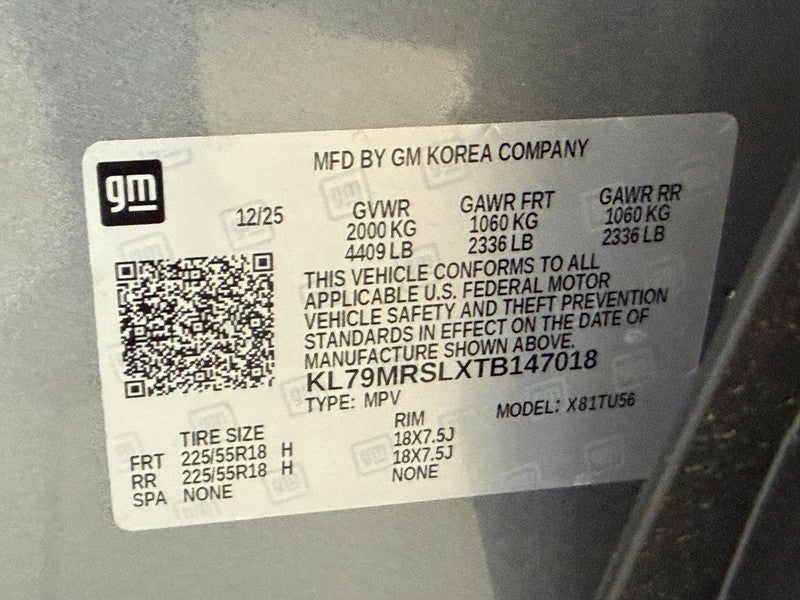 gm
MFD BY GM KOREA COMPANY
12/25
GVWR
2000 KG
4409 LB
GAWR FRT
1060 KG
2336 LB
GAWR RR
1060 KG
2336 LB
THIS VEHICLE CONFORMS TO ALL
APPLICABLE U.S. FEDERAL MOTOR
VEHICLE SAFETY AND THEFT PREVENTION
STANDARDS IN EFFECT ON THE DATE OF
MANUFACTURE SHOWN ABOVE.
KL79MRSLXTB147018
TYPE: MPV
MODEL: X81TU56
TIRE SIZE RIM
FRT 225/55R18 H 18X7.5J
RR 225/55R18 H 18X7.5J
SPA NONE NONE